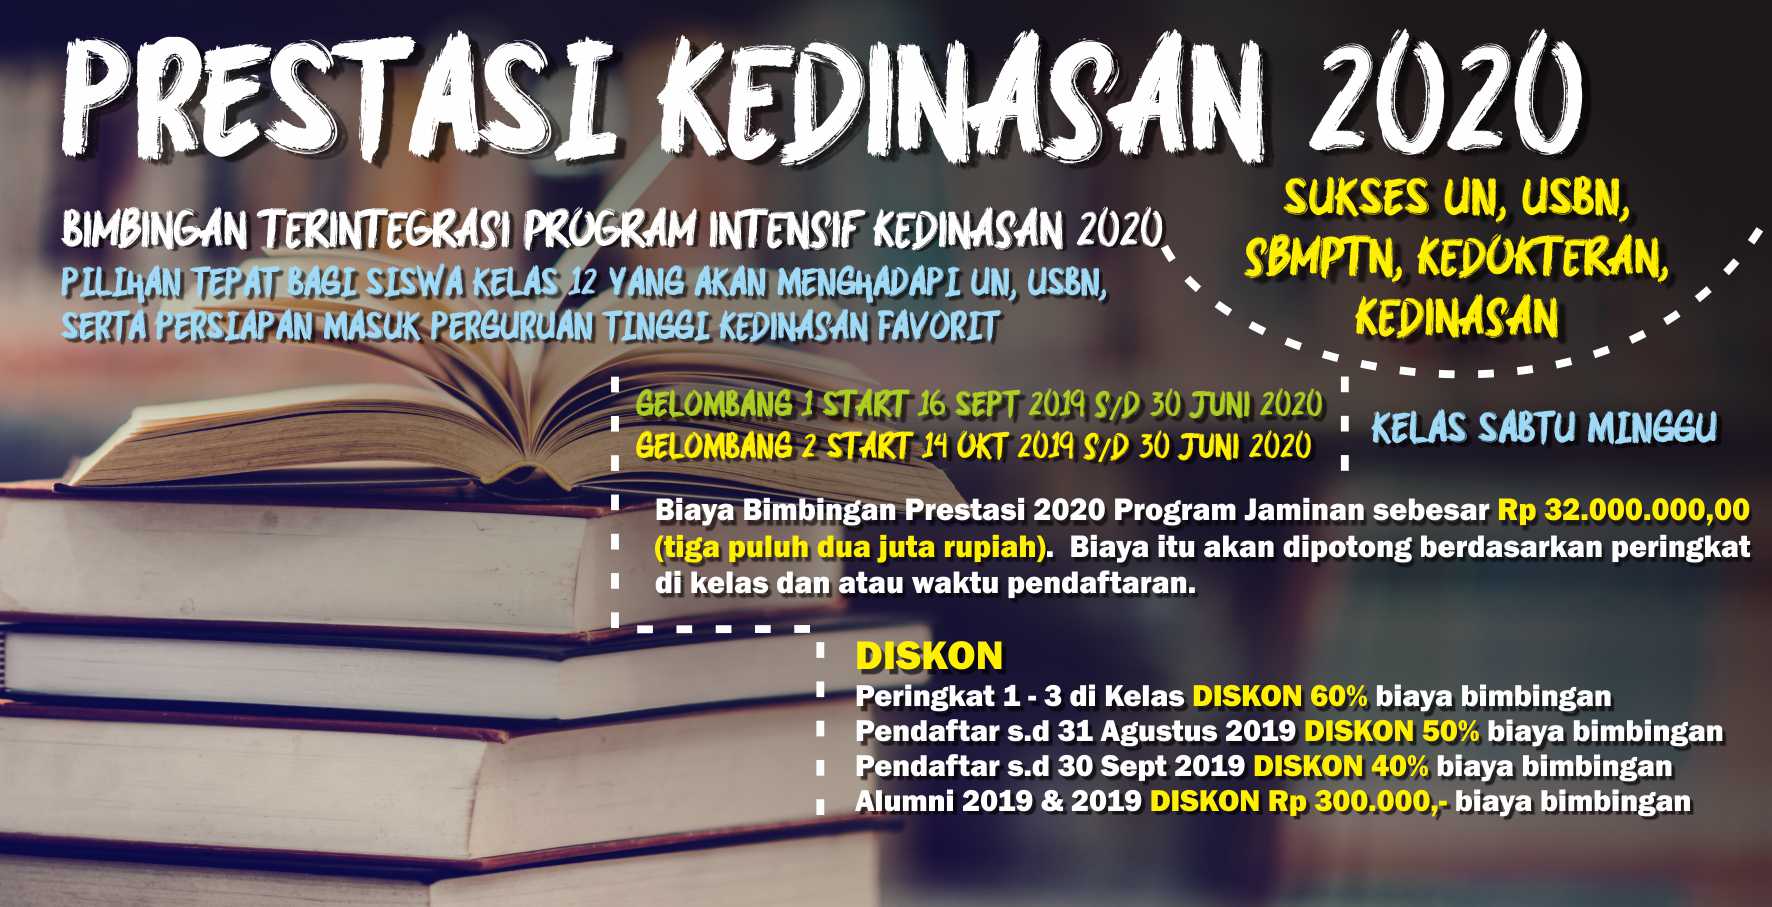 PRESTASI KEDINASAN 2020
BIMBINGAN TERINTEGRASI PROGRAM INTENSIF KEDINASAN 2020
PILIHAN TEPAT BAGI SISWA KELAS 12 YANG AKAN MENGHADAPI UN, USBN,
SERTA PERSIAPAN MASUK PERGURUAN TINGGI KEDINASAN FAVORIT
SUKSES UN, USBN,
SBMPTN, KEDOKTERAN,
KEDINASAN
GELOMBANG 1 START 16 SEPT 2019 S/D 30 JUNI 2020
GELOMBANG 2 START 14 OKT 2019 S/D 30 JUNI 2020
KELAS SABTU MINGGU
Biaya Bimbingan Prestasi 2020 Program Jaminan sebesar Rp 32.000.000,00
(tiga puluh dua juta rupiah). Biaya itu akan dipotong berdasarkan peringkat
di kelas dan atau waktu pendaftaran.
DISKON
Peringkat 1 - 3 di Kelas DISKON 60% biaya bimbingan
Pendaftar s.d 31 Agustus 2019 DISKON 50% biaya bimbingan
Pendaftar s.d 30 Sept 2019 DISKON 40% biaya bimbingan
Alumni 2019 & 2019 DISKON Rp 300.000,- biaya bimbingan